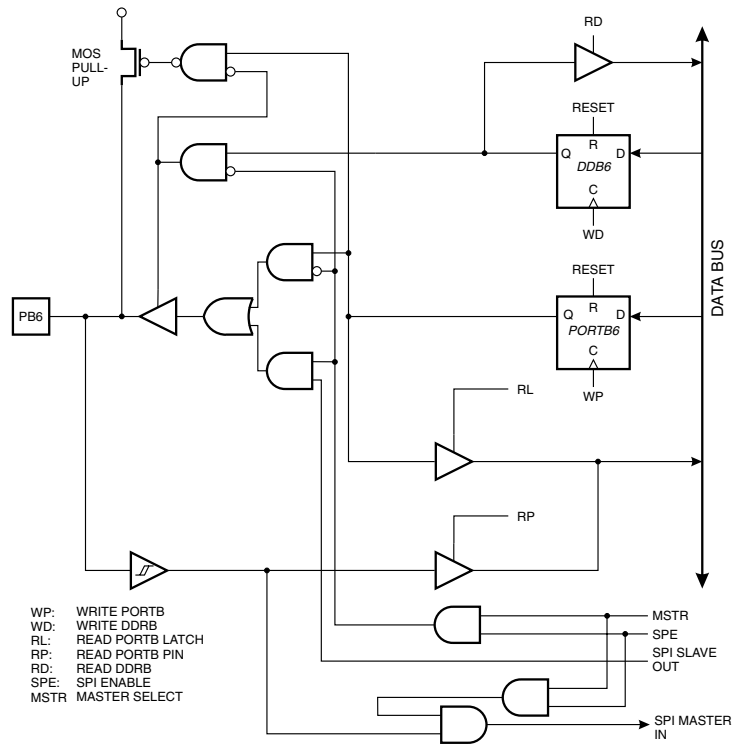 RD
MOS
PULL-
UP
RESET
R
Q
D
DDB6
C
WD
DATA BUS
RESET
R
Q
D
PORTB6
C
WP
PB6
RL
RP
WP: WRITE PORTB
WD: WRITE DDRB
RL: READ PORTB LATCH
RP: READ PORTB PIN
RD: READ DDRB
SPE: SPI ENABLE
MSTR MASTER SELECT
MSTR
SPE
SPI SLAVE
OUT
SPI MASTER
IN